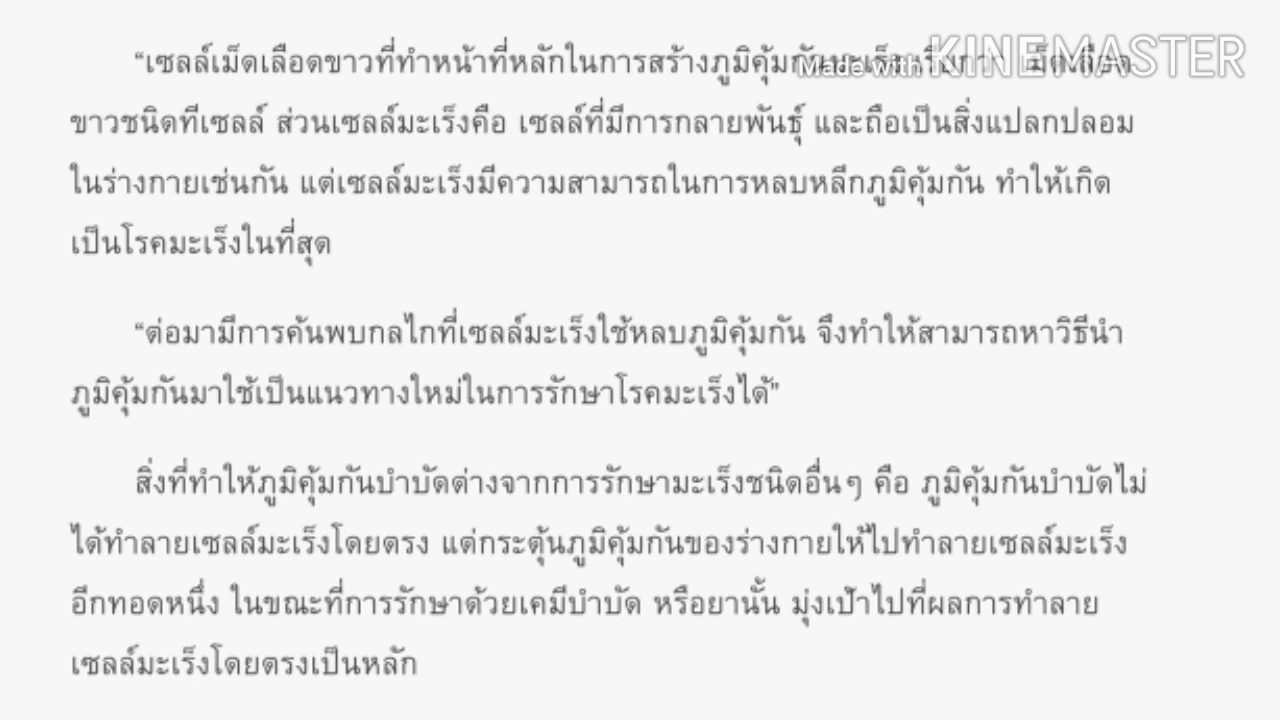 “เซลล์เม็ดเลือดขาวที่ทำหน้าที่หลักในการสร้างภูมิคุ้มกันมะเร็ง เรียกว่า เม็ดเลือด
Made with KINEMASTER
ขาวชนิดทีเซลล์ ส่วนเซลล์มะเร็งคือ เซลล์ที่มีการกลายพันธุ์ และถือเป็นสิ่งแปลกปลอม
ในร่างกายเช่นกัน แต่เซลล์มะเร็งมีความสามารถในการหลบหลีกภูมิคุ้มกัน ทำให้เกิด
เป็นโรคมะเร็งในที่สุด
“ต่อมามีการค้นพบกลไกที่เซลล์มะเร็งใช้หลบภูมิคุ้มกัน จึงทำให้สามารถหาวิธีนำ
ภูมิคุ้มกันมาใช้เป็นแนวทางใหม่ในการรักษาโรคมะเร็งได้”
สิ่งที่ทำให้ภูมิคุ้มกันบำบัดต่างจากการรักษามะเร็งชนิดอื่นๆ คือ ภูมิคุ้มกันบำบัดไม่
ได้ทำลายเซลล์มะเร็งโดยตรง แต่กระตุ้นภูมิคุ้มกันของร่างกายให้ไปทำลายเซลล์มะเร็ง
อีกทอดหนึ่ง ในขณะที่การรักษาด้วยเคมีบำบัด หรือยานั้น มุ่งเป้าไปที่ผลการทำลาย
เซลล์มะเร็งโดยตรงเป็นหลัก